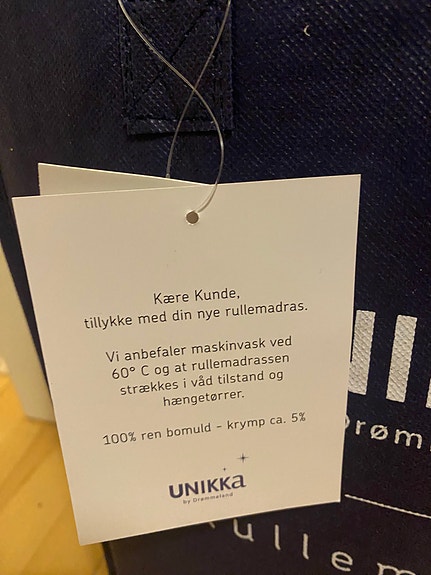 Kære Kunde,
tillykke med din nye rullemadras.
Vi anbefaler maskinvask ved
60° C og at rullemadrassen
strækkes i våd tilstand og
hængetørrer.
100% ren bomuld - krymp ca. 5%
UNIKKa
by Drømmeland